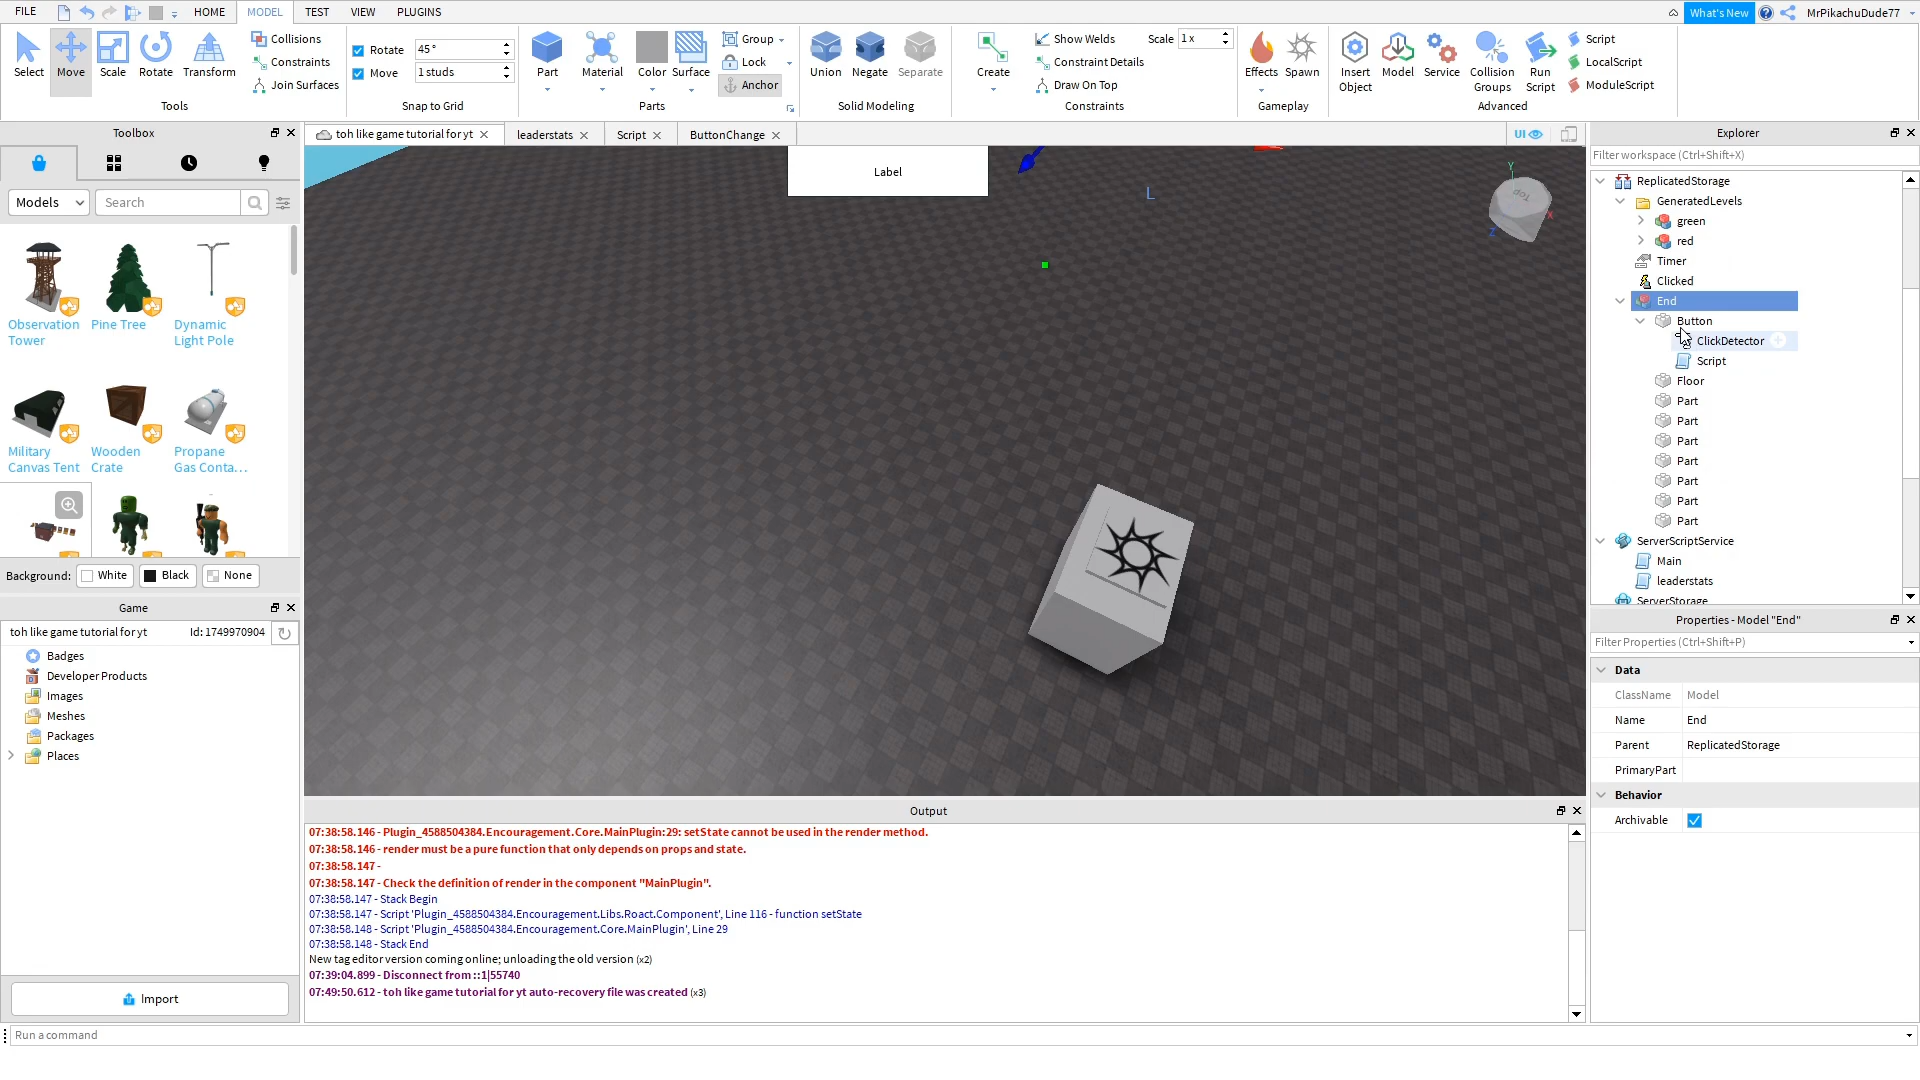 FILE HOME MODEL TEST VIEW PLUGINS What's New MrPikachuDude77
Select Move Scale Rotate Transform
Collisions
Constraints
Join Surfaces
Tools
Rotate 45°
Move 1 studs
Snap to Grid
Part Material Color Surface
Group
Lock
Anchor
Parts
Union Negate Separate
Solid Modeling
Create
Show Welds Scale 1x
Constraint Details
Draw On Top
Constraints
Effects Spawn
Gameplay
Insert Object Model Service Collision Groups Run Script
Script
LocalScript
ModuleScript
Advanced
Toolbox
Models Search
Observation Tower
Pine Tree
Dynamic Light Pole
Military Canvas Tent
Wooden Crate
Propane Gas Conta...
Background: White Black None
Game
toh like game tutorial for yt Id: 1749970904
Badges
Developer Products
Images
Meshes
Packages
Places
Import
toh like game tutorial for yt leaderstats Script ButtonChange UI
Label
L
Y
Top
X
Z
Output
07:38:58.146 - Plugin_4588504384.Encouragement.Core.MainPlugin:29: setState cannot be used in the render method.
07:38:58.146 - render must be a pure function that only depends on props and state.
07:38:58.147 -
07:38:58.147 - Check the definition of render in the component "MainPlugin".
07:38:58.147 - Stack Begin
07:38:58.147 - Script 'Plugin_4588504384.Encouragement.Libs.Roact.Component', Line 116 - function setState
07:38:58.148 - Script 'Plugin_4588504384.Encouragement.Core.MainPlugin', Line 29
07:38:58.148 - Stack End
New tag editor version coming online; unloading the old version (x2)
07:39:04.899 - Disconnect from ::1|55740
07:49:50.612 - toh like game tutorial for yt auto-recovery file was created (x3)
Run a command
Explorer
Filter workspace (Ctrl+Shift+X)
ReplicatedStorage
GeneratedLevels
green
red
Timer
Clicked
End
Button
ClickDetector
Script
Floor
Part
Part
Part
Part
Part
Part
Part
ServerScriptService
Main
leaderstats
ServerStorage
Properties - Model "End"
Filter Properties (Ctrl+Shift+P)
Data
ClassName Model
Name End
Parent ReplicatedStorage
PrimaryPart
Behavior
Archivable